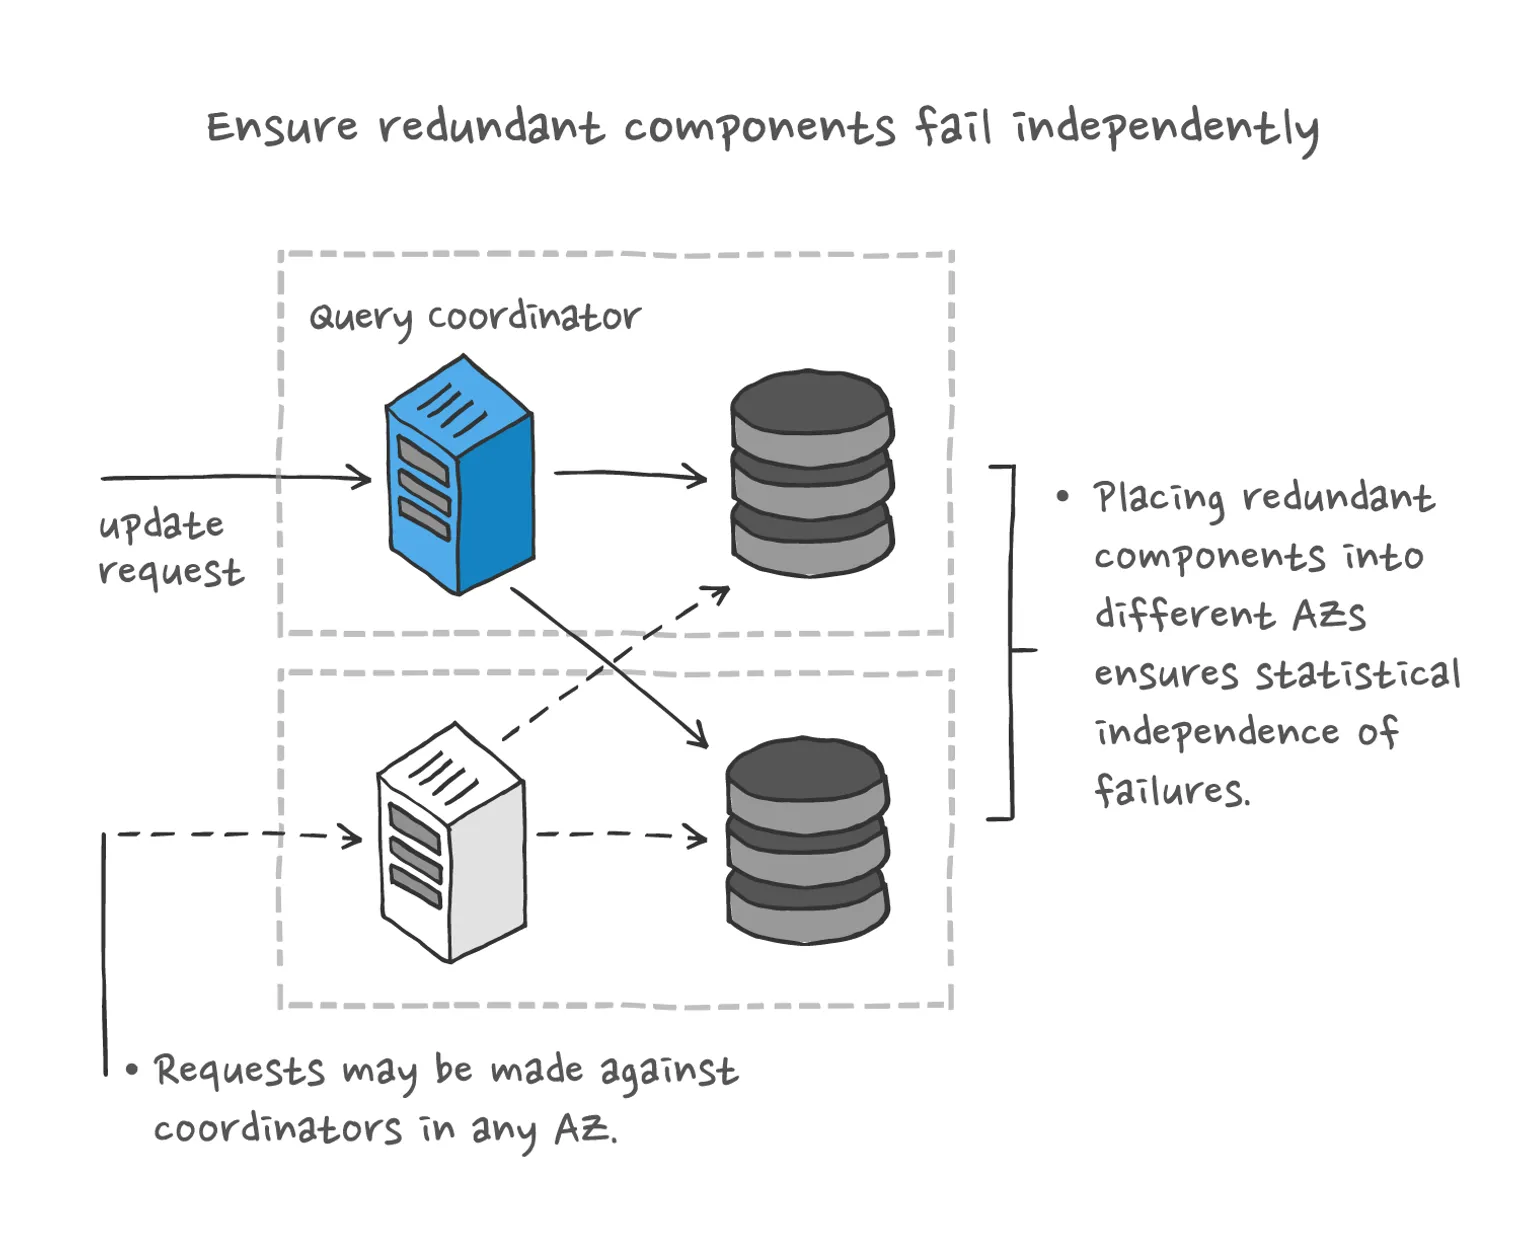 Ensure redundant components fail independently
Query coordinator
update
request
• Placing redundant
components into
different AZs
ensures statistical
independence of
failures.
• Requests may be made against
coordinators in any AZ.